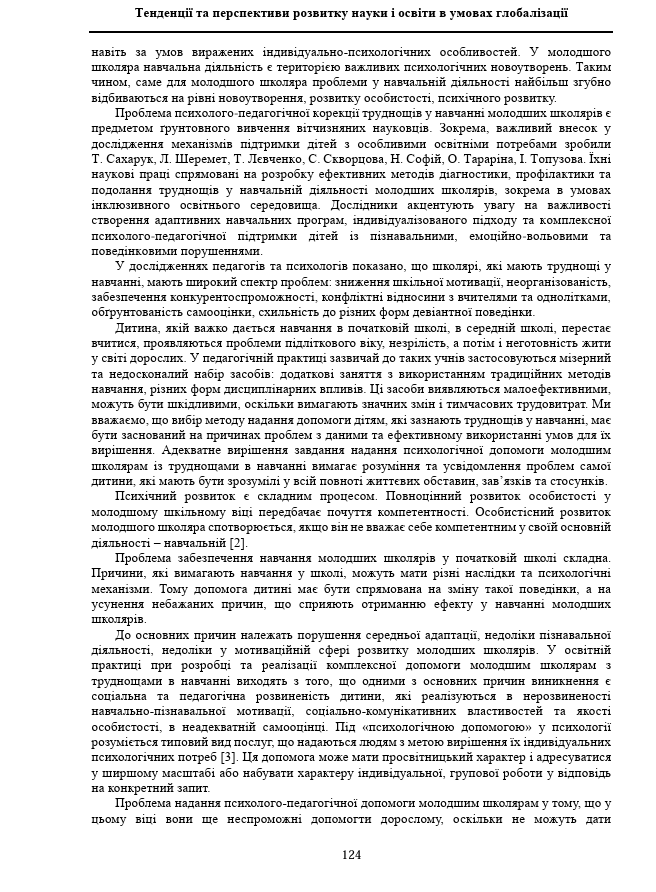 Тенденції та перспективи розвитку науки і освіти в умовах глобалізації
навіть за умов виражених індивідуально-психологічних особливостей. У молодшого
школяра навчальна діяльність є територією важливих психологічних новоутворень. Таким
чином, саме для молодшого школяра проблеми у навчальній діяльності найбільш згубно
відбиваються на рівні новоутворення, розвитку особистості, психічного розвитку.
Проблема психолого-педагогічної корекції труднощів у навчанні молодших школярів є
предметом ґрунтовного вивчення вітчизняних науковців. Зокрема, важливий внесок у
дослідження механізмів підтримки дітей з особливими освітніми потребами зробили
Т. Сахарук, Л. Шеремет, Т. Лєвченко, С. Скворцова, Н. Софій, О. Тараріна, І. Топузова. Їхні
наукові праці спрямовані на розробку ефективних методів діагностики, профілактики та
подолання труднощів у навчальній діяльності молодших школярів, зокрема в умовах
інклюзивного освітнього середовища. Дослідники акцентують увагу на важливості
створення адаптивних навчальних програм, індивідуалізованого підходу та комплексної
психолого-педагогічної підтримки дітей із пізнавальними, емоційно-вольовими та
поведінковими порушеннями.
У дослідженнях педагогів та психологів показано, що школярі, які мають труднощі у
навчанні, мають широкий спектр проблем: зниження шкільної мотивації, неорганізованість,
забезпечення конкурентоспроможності, конфліктні відносини з вчителями та однолітками,
обґрунтованість самооцінки, схильність до різних форм девіантної поведінки.
Дитина, якій важко дається навчання в початковій школі, в середній школі, перестає
вчитися, проявляються проблеми підліткового віку, незрілість, а потім і неготовність жити
у світі дорослих. У педагогічній практиці зазвичай до таких учнів застосовуються мізерний
та недосконалий набір засобів: додаткові заняття з використанням традиційних методів
навчання, різних форм дисциплінарних впливів. Ці засоби виявляються малоефективними,
можуть бути шкідливими, оскільки вимагають значних змін і тимчасових трудовитрат. Ми
вважаємо, що вибір методу надання допомоги дітям, які зазнають труднощів у навчанні, має
бути заснований на причинах проблем з даними та ефективному використанні умов для їх
вирішення. Адекватне вирішення завдання надання психологічної допомоги молодшим
школярам із труднощами в навчанні вимагає розуміння та усвідомлення проблем самої
дитини, які мають бути зрозумілі у всій повноті життєвих обставин, зав’язків та стосунків.
Психічний розвиток є складним процесом. Повноцінний розвиток особистості у
молодшому шкільному віці передбачає почуття компетентності. Особистісний розвиток
молодшого школяра спотворюється, якщо він не вважає себе компетентним у своїй основній
діяльності – навчальній [2].
Проблема забезпечення навчання молодших школярів у початковій школі складна.
Причини, які вимагають навчання у школі, можуть мати різні наслідки та психологічні
механізми. Тому допомога дитині має бути спрямована на зміну такої поведінки, а на
усунення небажаних причин, що сприяють отриманню ефекту у навчанні молодших
школярів.
До основних причин належать порушення середньої адаптації, недоліки пізнавальної
діяльності, недоліки у мотиваційній сфері розвитку молодших школярів. У освітній
практиці при розробці та реалізації комплексної допомоги молодшим школярам з
труднощами в навчанні виходять з того, що одними з основних причин виникнення є
соціальна та педагогічна розвиненість дитини, які реалізуються в нерозвиненості
навчально-пізнавальної мотивації, соціально-комунікативних властивостей та якості
особистості, в неадекватній самооцінці. Під «психологічною допомогою» у психології
розуміється типовий вид послуг, що надаються людям з метою вирішення їх індивідуальних
психологічних потреб [3]. Ця допомога може мати просвітницький характер і адресуватися
у ширшому масштабі або набувати характеру індивідуальної, групової роботи у відповідь
на конкретний запит.
Проблема надання психолого-педагогічної допомоги молодшим школярам у тому, що у
цьому віці вони ще неспроможні допомогти дорослому, оскільки не можуть дати
124